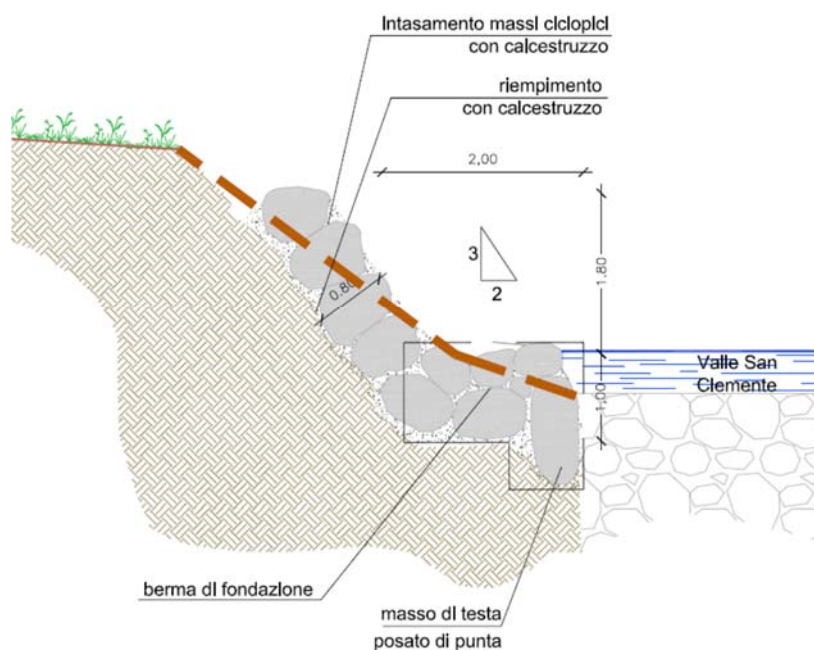 Intasamento massi ciclopici
con calcestruzzo
riempimento
con calcestruzzo
2,00
3
2
1.80
0.80
Valle San
Clemente
1,00
berma di fondazione
masso di testa
posato di punta